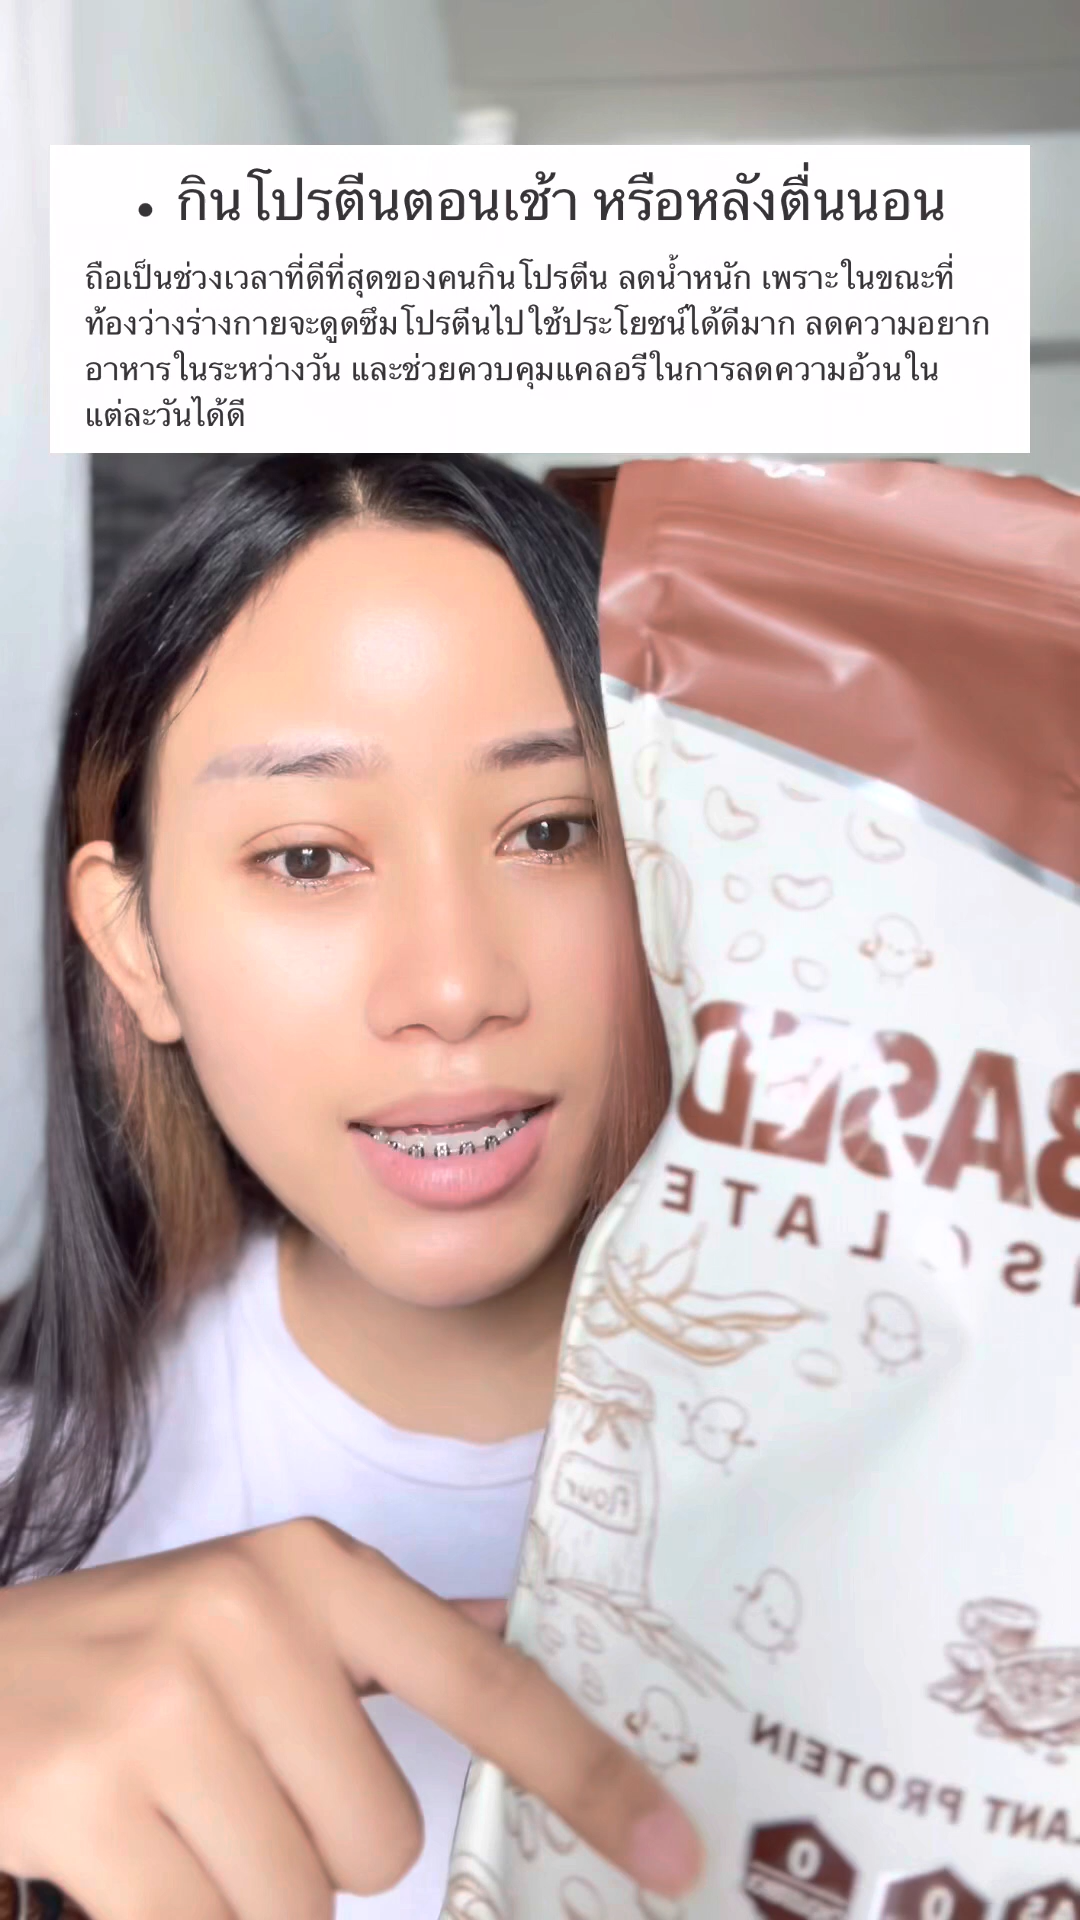 • กินโปรตีนตอนเช้า หรือหลังตื่นนอน
ถือเป็นช่วงเวลาที่ดีที่สุดของคนกินโปรตีน ลดน้ำหนัก เพราะในขณะที่
ท้องว่างร่างกายจะดูดซึมโปรตีนไปใช้ประโยชน์ได้ดีมาก ลดความอยาก
อาหารในระหว่างวัน และช่วยควบคุมแคลอรีในการลดความอ้วนใน
แต่ละวันได้ดี
BASED
LATE
Flour
PROTEIN
0
0